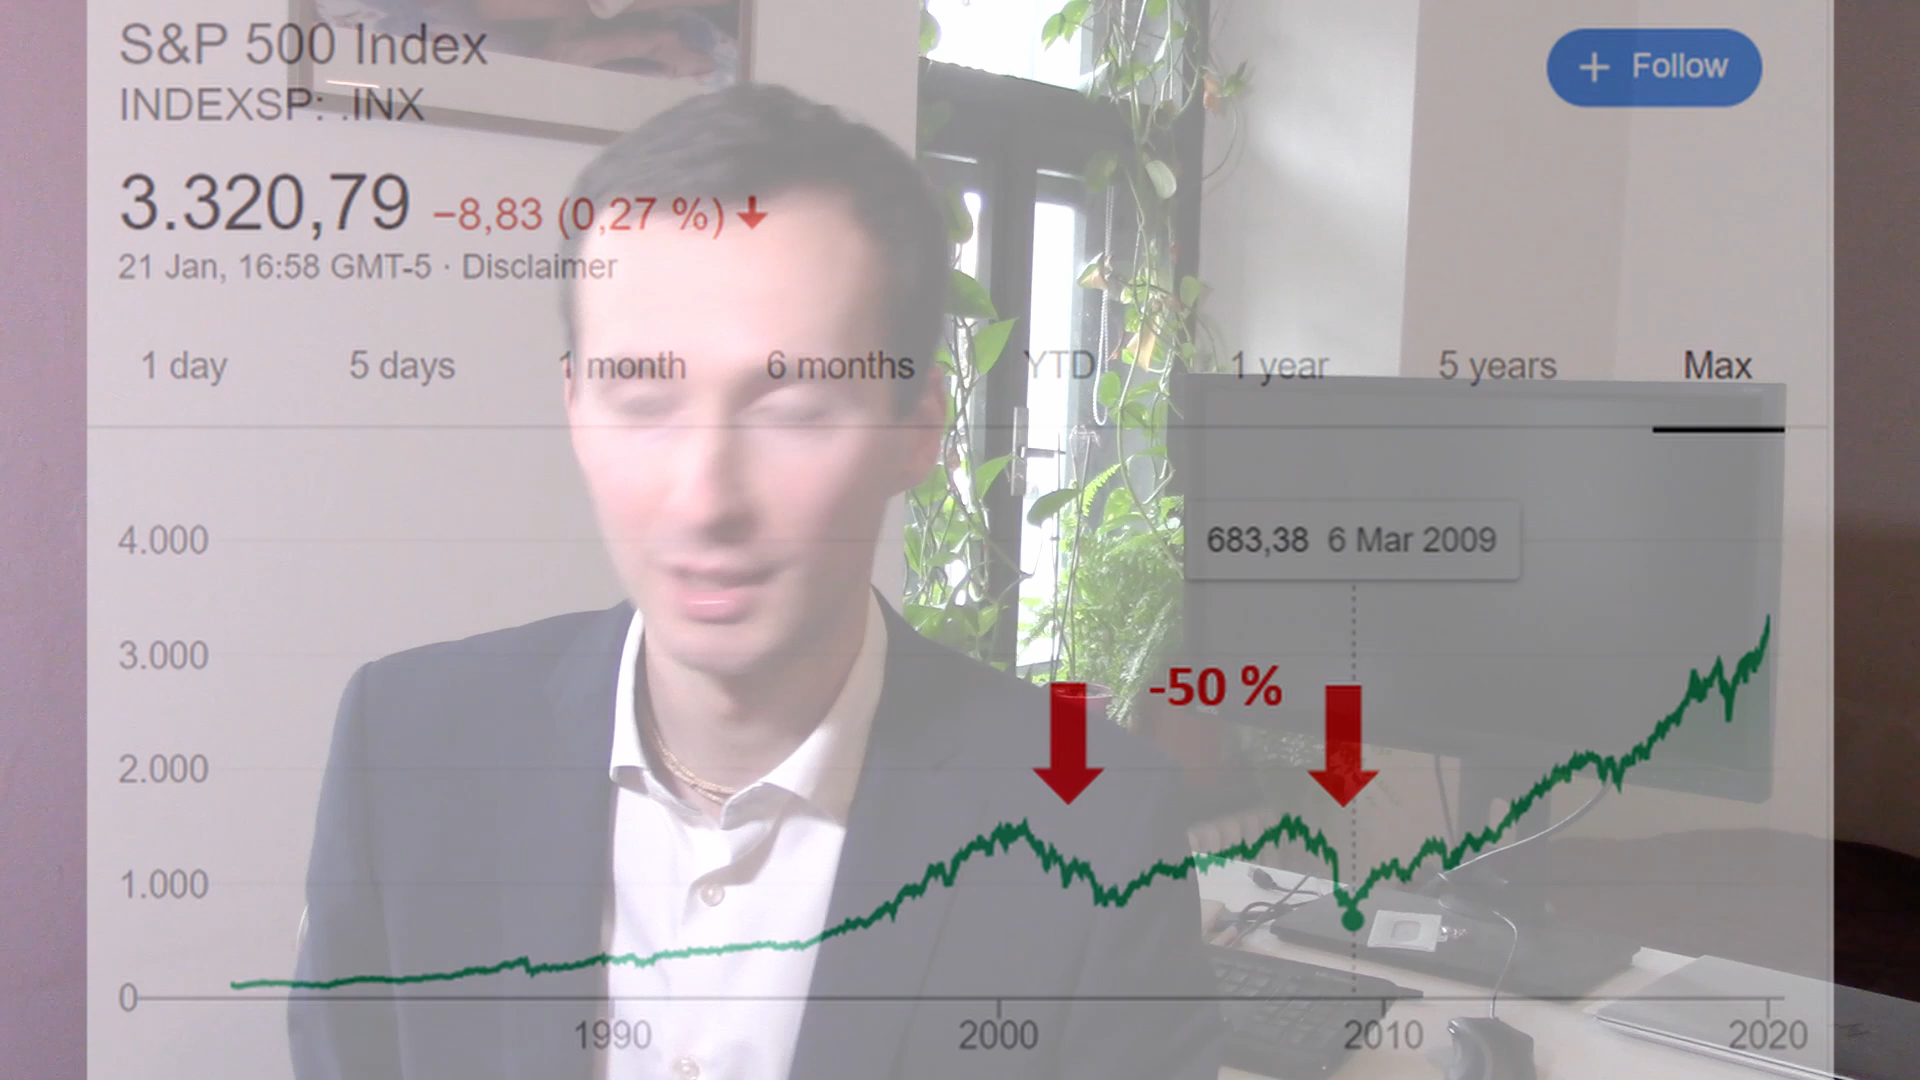 S&P 500 Index
INDEXSP: .INX
+ Follow
3.320,79 −8,83 (0,27 %)
21 Jan, 16:58 GMT-5 · Disclaimer
1 day 5 days 1 month 6 months YTD 1 year 5 years Max
683,38 6 Mar 2009
-50 %
4.000
3.000
2.000
1.000
0
1990 2000 2010 2020